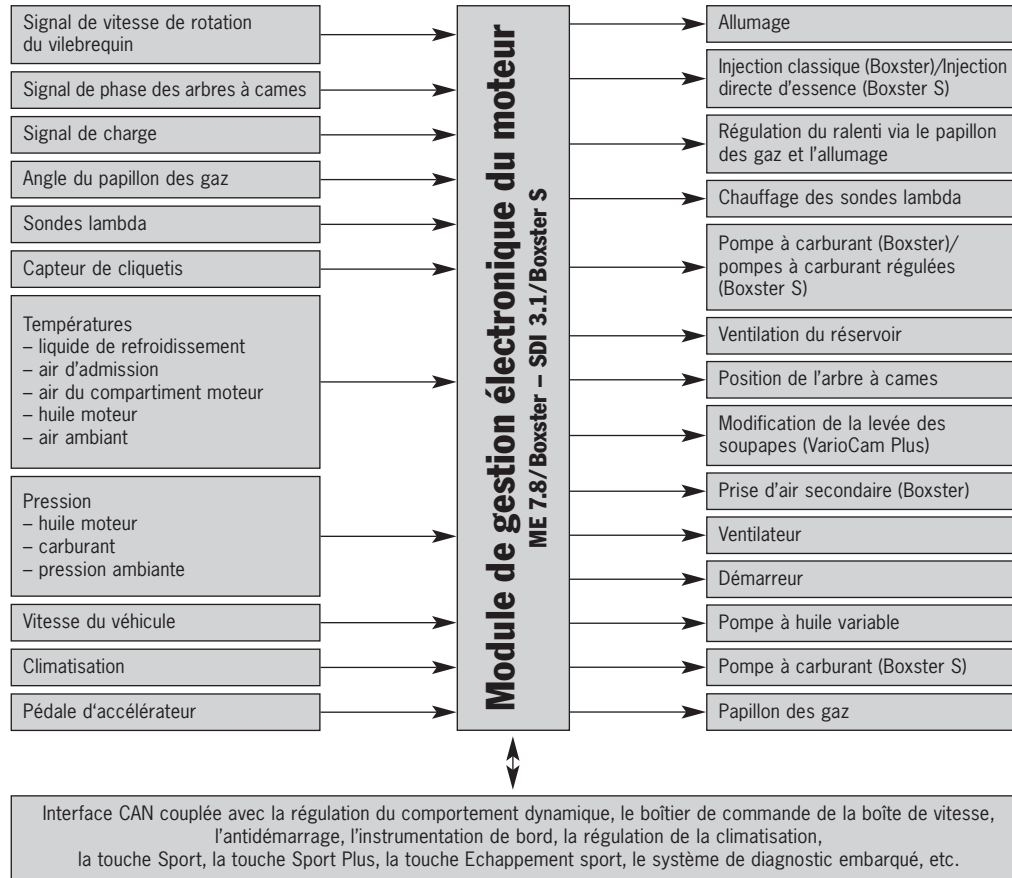 Signal de vitesse de rotation
du vilebrequin
Signal de phase des arbres à cames
Signal de charge
Angle du papillon des gaz
Sondes lambda
Capteur de cliquetis
Températures
– liquide de refroidissement
– air d'admission
– air du compartiment moteur
– huile moteur
– air ambiant
Pression
– huile moteur
– carburant
– pression ambiante
Vitesse du véhicule
Climatisation
Pédale d'accélérateur
Module de gestion électronique du moteur
ME 7.8/Boxster – SDI 3.1/Boxster S
Allumage
Injection classique (Boxster)/Injection
directe d'essence (Boxster S)
Régulation du ralenti via le papillon
des gaz et l'allumage
Chauffage des sondes lambda
Pompe à carburant (Boxster)/
pompes à carburant régulées
(Boxster S)
Ventilation du réservoir
Position de l'arbre à cames
Modification de la levée des
soupapes (VarioCam Plus)
Prise d'air secondaire (Boxster)
Ventilateur
Démarreur
Pompe à huile variable
Pompe à carburant (Boxster S)
Papillon des gaz
Interface CAN couplée avec la régulation du comportement dynamique, le boîtier de commande de la boîte de vitesse,
l'antidémarrage, l'instrumentation de bord, la régulation de la climatisation,
la touche Sport, la touche Sport Plus, la touche Echappement sport, le système de diagnostic embarqué, etc.